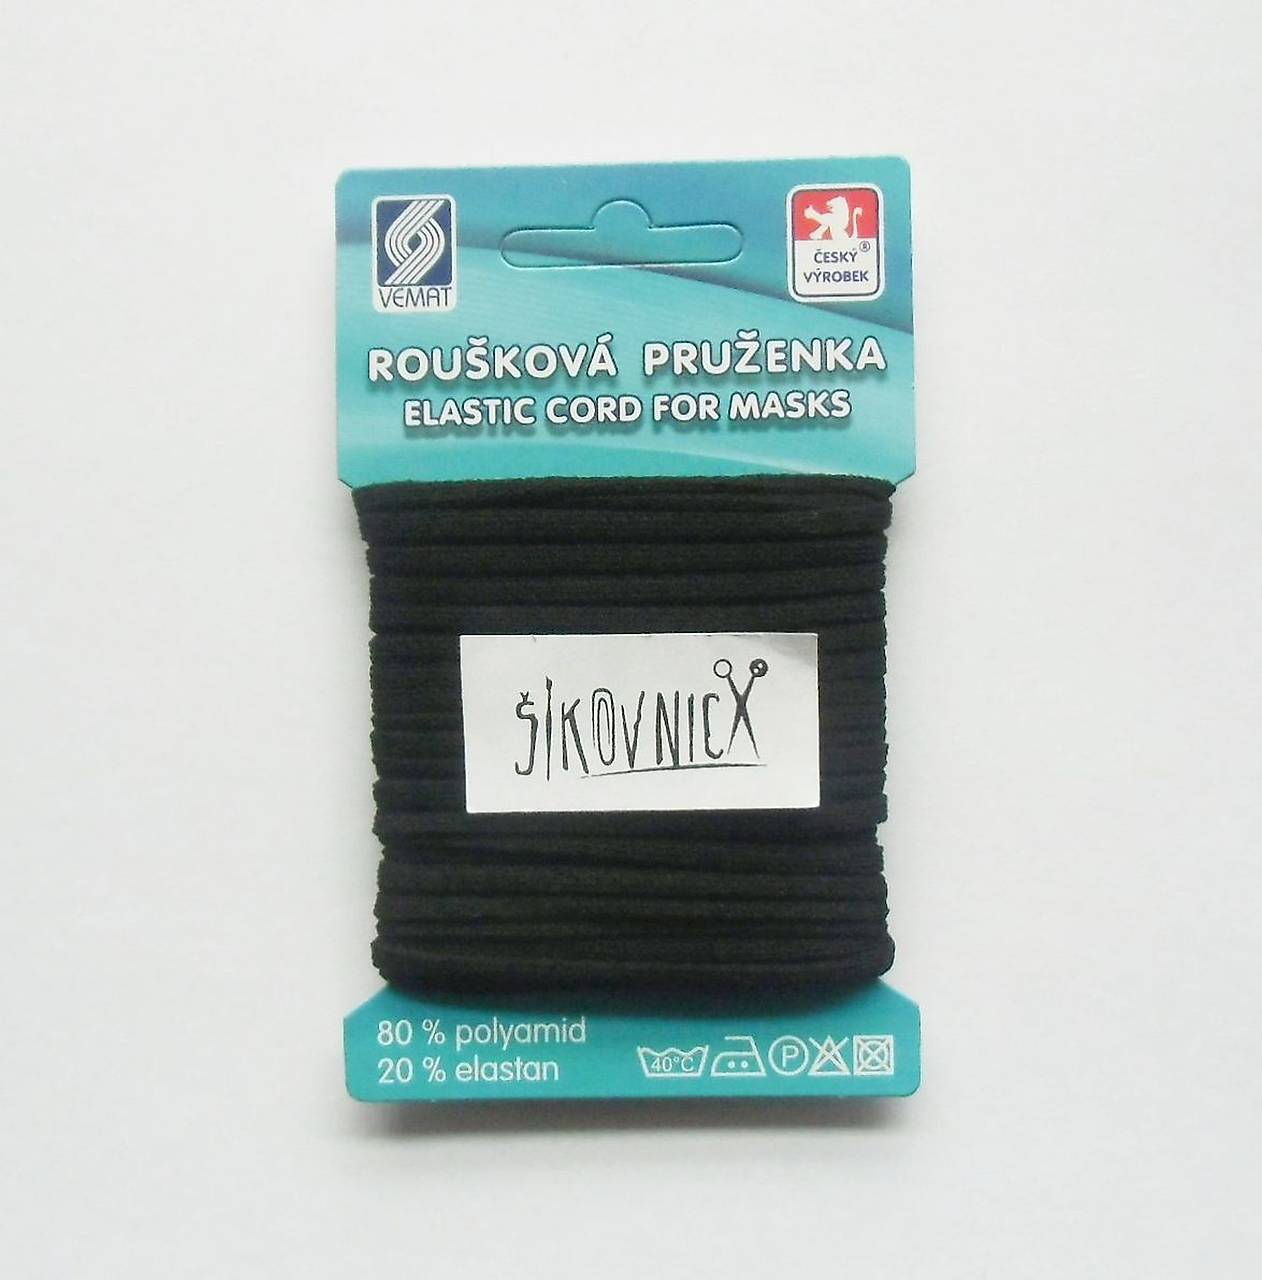 VEMAT
ČESKÝ®
VÝROBEK
ROUŠKOVÁ PRUŽENKA
ELASTIC CORD FOR MASKS
ŠIKOVNICX
80 % polyamid
20 % elastan
40°C P